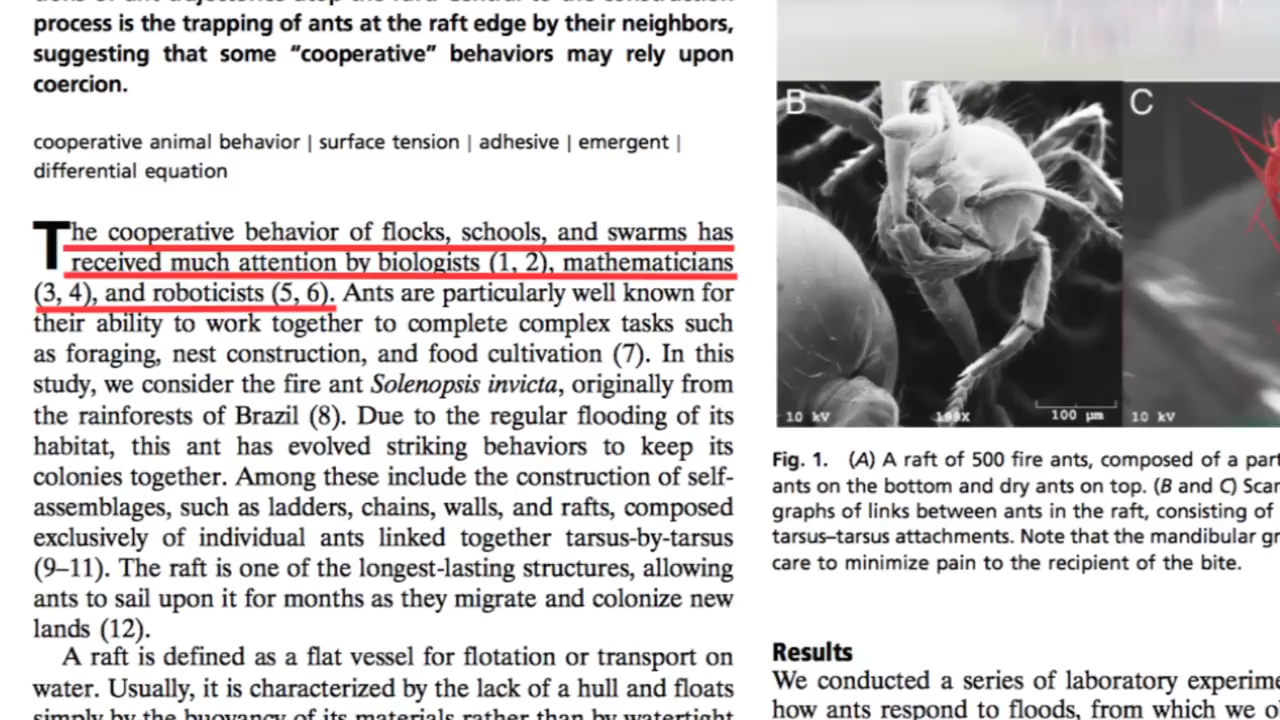 process is the trapping of ants at the raft edge by their neighbors,
suggesting that some “cooperative” behaviors may rely upon
coercion.
cooperative animal behavior | surface tension | adhesive | emergent |
differential equation
The cooperative behavior of flocks, schools, and swarms has
received much attention by biologists (1, 2), mathematicians
(3, 4), and roboticists (5, 6). Ants are particularly well known for
their ability to work together to complete complex tasks such
as foraging, nest construction, and food cultivation (7). In this
study, we consider the fire ant Solenopsis invicta, originally from
the rainforests of Brazil (8). Due to the regular flooding of its
habitat, this ant has evolved striking behaviors to keep its
colonies together. Among these include the construction of self-
assemblages, such as ladders, chains, walls, and rafts, composed
exclusively of individual ants linked together tarsus-by-tarsus
(9–11). The raft is one of the longest-lasting structures, allowing
ants to sail upon it for months as they migrate and colonize new
lands (12).
A raft is defined as a flat vessel for flotation or transport on
water. Usually, it is characterized by the lack of a hull and floats
simply by the buoyancy of its materials rather than by watertight
B
10 kV
100 µm
C
10 kV
Fig. 1. (A) A raft of 500 fire ants, composed of a
ants on the bottom and dry ants on top. (B and C)
graphs of links between ants in the raft, consisting of
tarsus–tarsus attachments. Note that the mandibular
care to minimize pain to the recipient of the bite.
Results
We conducted a series of laboratory
how ants respond to floods, from which we